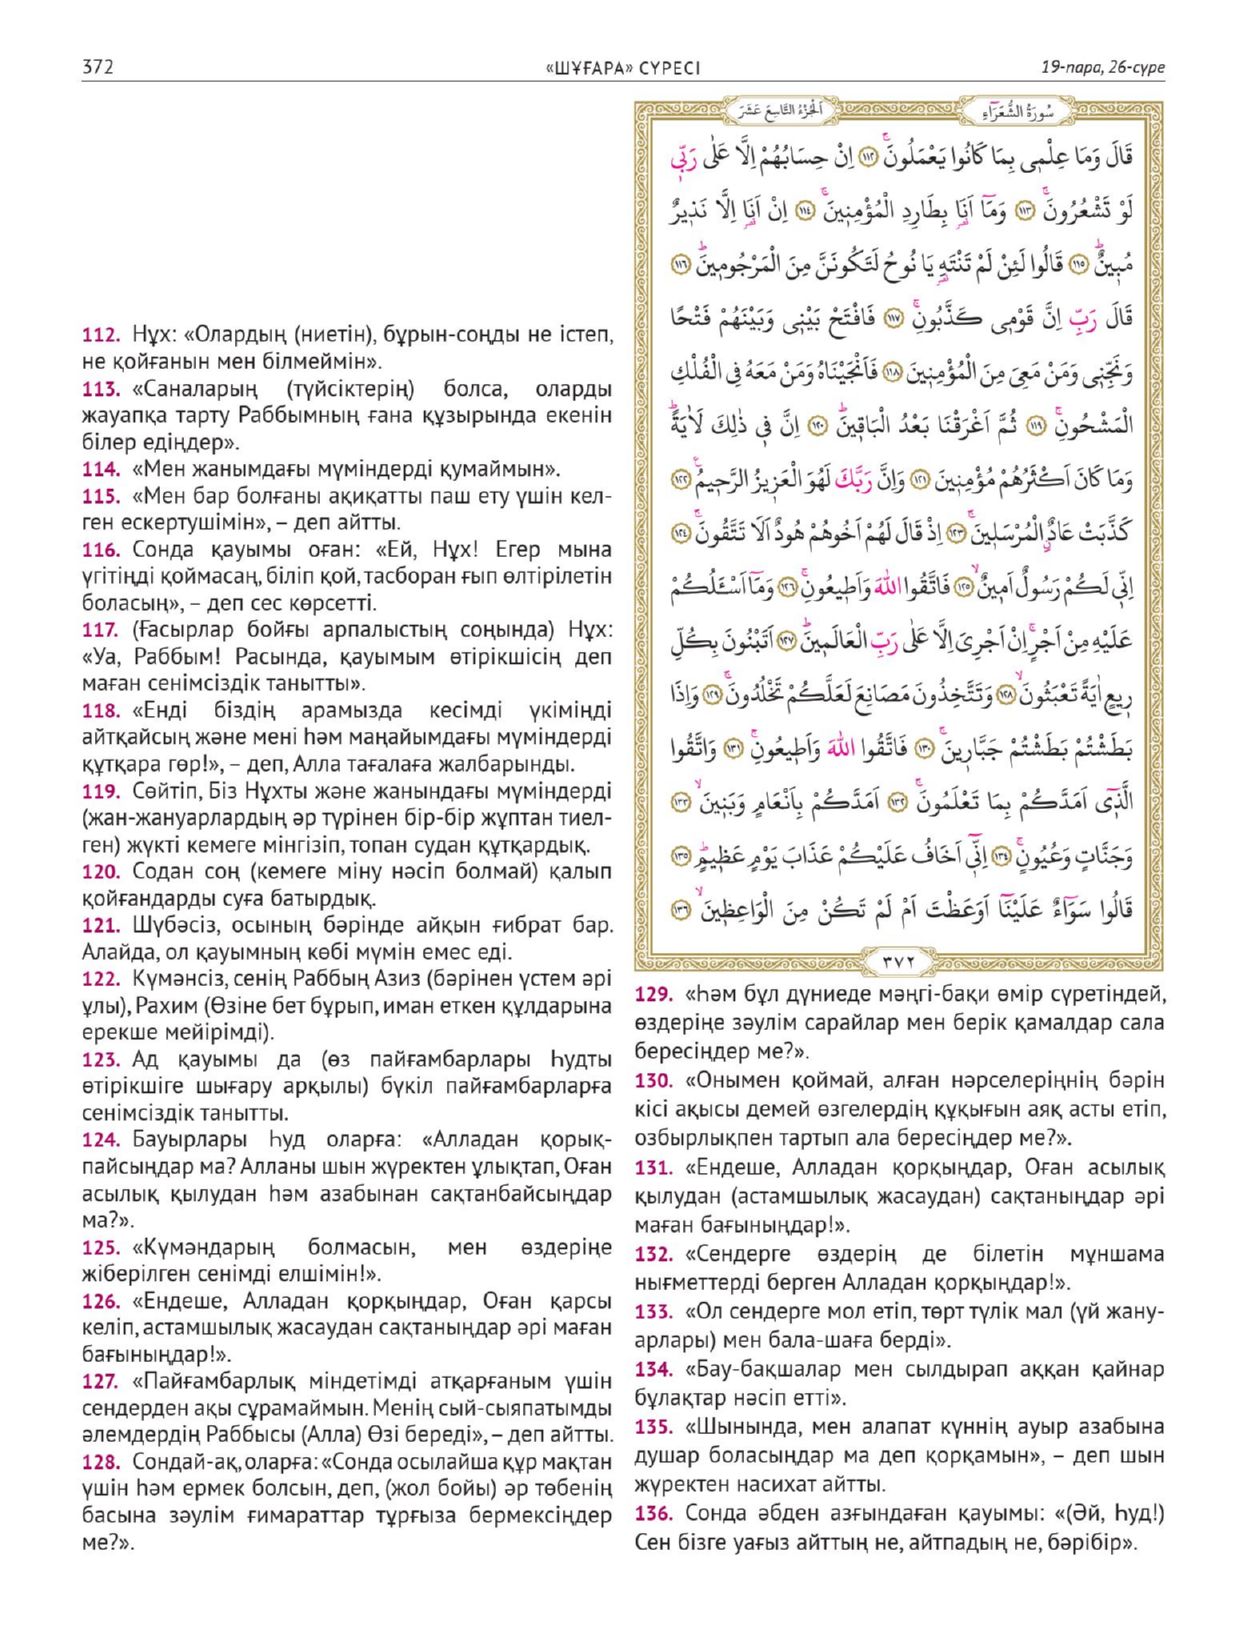 372
«ШҰҒАРА» СҮРЕСІ
19-пара, 26-сүре
112. Нұх: «Олардың (ниетін), бұрын-соңды не істеп,
не қойғанын мен білмеймін».
113. «Саналарың (түйсіктерің) болса, оларды
жауапқа тарту Раббымның ғана құзырында екенін
білер едіңдер».
114. «Мен жанымдағы мүміндерді қумаймын».
115. «Мен бар болғаны ақиқатты паш ету үшін кел-
ген ескертушімін», – деп айтты.
116. Сонда қауымы оған: «Ей, Нұх! Егер мына
үгітіңді қоймасаң, біліп қой, тасборан ғып өлтірілетін
боласың», – деп сес көрсетті.
117. (Ғасырлар бойғы арпалыстың соңында) Нұх:
«Уа, Раббым! Расында, қауымым өтірікшісің деп
маған сенімсіздік танытты».
118. «Енді біздің арамызда кесімді үкіміңді
айтқайсың және мені һәм маңайымдағы мүміндерді
құтқара гөр!», – деп, Алла тағалаға жалбарынды.
119. Сөйтіп, Біз Нұхты және жанындағы мүміндерді
(жан-жануарлардың әр түрінен бір-бір жұптан тиел-
ген) жүкті кемеге мінгізіп, топан судан құтқардық.
120. Содан соң (кемеге міну нәсіп болмай) қалып
қойғандарды суға батырдық.
121. Шүбәсіз, осының бәрінде айқын ғибрат бар.
Алайда, ол қауымның көбі мүмін емес еді.
122. Күмәнсіз, сенің Раббың Азиз (бәрінен үстем әрі
ұлы), Рахим (Өзіне бет бұрып, иман еткен құлдарына
ерекше мейірімді).
123. Ад қауымы да (өз пайғамбарлары Һудты
өтірікшіге шығару арқылы) бүкіл пайғамбарларға
сенімсіздік танытты.
124. Бауырлары Һуд оларға: «Алладан қорық-
пайсыңдар ма? Алланы шын жүректен ұлықтап, Оған
асылық қылудан һәм азабынан сақтанбайсыңдар
ма?».
125. «Күмәндарың болмасын, мен өздеріңе
жіберілген сенімді елшімін!».
126. «Ендеше, Алладан қорқыңдар, Оған қарсы
келіп, астамшылық жасаудан сақтаныңдар әрі маған
бағыныңдар!».
127. «Пайғамбарлық міндетімді атқарғаным үшін
сендерден ақы сұрамаймын. Менің сый-сыяпатымды
әлемдердің Раббысы (Алла) Өзі береді», – деп айтты.
128. Сондай-ақ, оларға: «Сонда осылайша құр мақтан
үшін һәм ермек болсын, деп, (жол бойы) әр төбенің
басына зәулім ғимараттар тұрғыза бермексіңдер
ме?».
سُورَةُ الشُّعَرَاءِ
اَلْجُزْءُ التَّاسِعَ عَشَرَ
قَالَ وَمَا عِلْمٖي بِمَا كَانُوا يَعْمَلُونَۚ ﴿١١٢﴾ اِنْ حِسَابُهُمْ اِلَّا عَلٰى رَبّٖي
لَوْ تَشْعُرُونَۚ ﴿١١٣﴾ وَمَٓا اَنَا بِطَارِدِ الْمُؤْمِنٖينَۚ ﴿١١٤﴾ اِنْ اَنَا اِلَّا نَذٖيرٌ
مُبٖينٌؕ ﴿١١٥﴾ قَالُوا لَئِنْ لَمْ تَنْتَهِ يَا نُوحُ لَتَكُونَنَّ مِنَ الْمَرْجُومٖينَؕ ﴿١١٦﴾
قَالَ رَبِّ اِنَّ قَوْمٖي كَذَّبُونِۚ ﴿١١٧﴾ فَافْتَحْ بَيْنٖي وَبَيْنَهُمْ فَتْحًا
وَنَجِّنٖي وَمَنْ مَعِيَ مِنَ الْمُؤْمِنٖينَ ﴿١١٨﴾ فَاَنْجَيْنَاهُ وَمَنْ مَعَهُ فِي الْفُلْكِ
الْمَشْحُونِۚ ﴿١١٩﴾ ثُمَّ اَغْرَقْنَا بَعْدُ الْبَاقٖينَؕ ﴿١٢٠﴾ اِنَّ فٖي ذٰلِكَ لَاٰيَةًؕ
وَمَا كَانَ اَكْثَرُهُمْ مُؤْمِنٖينَ ﴿١٢١﴾ وَاِنَّ رَبَّكَ لَهُوَ الْعَزٖيزُ الرَّحٖيمُۚ ﴿١٢٢﴾
كَذَّبَتْ عَادٌ الْمُرْسَلٖينَۚ ﴿١٢٣﴾ اِذْ قَالَ لَهُمْ اَخُوهُمْ هُودٌ اَلَا تَتَّقُونَۚ ﴿١٢٤﴾
اِنّٖي لَكُمْ رَسُولٌ اَمٖينٌۙ ﴿١٢٥﴾ فَاتَّقُوا اللّٰهَ وَاَطٖيعُونِۚ ﴿١٢٦﴾ وَمَٓا اَسْـَٔلُكُمْ
عَلَيْهِ مِنْ اَجْرٍۚ اِنْ اَجْرِيَ اِلَّا عَلٰى رَبِّ الْعَالَمٖينَؕ ﴿١٢٧﴾ اَتَبْنُونَ بِكُلِّ
رٖيعٍ اٰيَةً تَعْبَثُونَۙ ﴿١٢٨﴾ وَتَتَّخِذُونَ مَصَانِعَ لَعَلَّكُمْ تَخْلُدُونَۚ ﴿١٢٩﴾ وَاِذَا
بَطَشْتُمْ بَطَشْتُمْ جَبَّارٖينَۚ ﴿١٣٠﴾ فَاتَّقُوا اللّٰهَ وَاَطٖيعُونِۚ ﴿١٣١﴾ وَاتَّقُوا
الَّذٖٓي اَمَدَّكُمْ بِمَا تَعْلَمُونَۚ ﴿١٣٢﴾ اَمَدَّكُمْ بِاَنْعَامٍ وَبَنٖينَۙ ﴿١٣٣﴾
وَجَنَّاتٍ وَعُيُونٍۚ ﴿١٣٤﴾ اِنّٖٓي اَخَافُ عَلَيْكُمْ عَذَابَ يَوْمٍ عَظٖيمٍؕ ﴿١٣٥﴾
قَالُوا سَوَٓاءٌ عَلَيْنَٓا اَوَعَظْتَ اَمْ لَمْ تَكُنْ مِنَ الْوَاعِظٖينَۙ ﴿١٣٦﴾
٣٧٢
129. «Һәм бұл дүниеде мәңгі-бақи өмір сүретіндей,
өздеріңе зәулім сарайлар мен берік қамалдар сала
бересіңдер ме?».
130. «Онымен қоймай, алған нәрселеріңнің бәрін
кісі ақысы демей өзгелердің құқығын аяқ асты етіп,
озбырлықпен тартып ала бересіңдер ме?».
131. «Ендеше, Алладан қорқыңдар, Оған асылық
қылудан (астамшылық жасаудан) сақтаныңдар әрі
маған бағыныңдар!».
132. «Сендерге өздерің де білетін мұншама
нығметтерді берген Алладан қорқыңдар!».
133. «Ол сендерге мол етіп, төрт түлік мал (үй жану-
арлары) мен бала-шаға берді».
134. «Бау-бақшалар мен сылдырап аққан қайнар
бұлақтар нәсіп етті».
135. «Шынында, мен алапат күннің ауыр азабына
душар боласыңдар ма деп қорқамын», – деп шын
жүректен насихат айтты.
136. Сонда әбден азғындаған қауымы: «(Әй, Һуд!)
Сен бізге уағыз айттың не, айтпадың не, бәрібір».